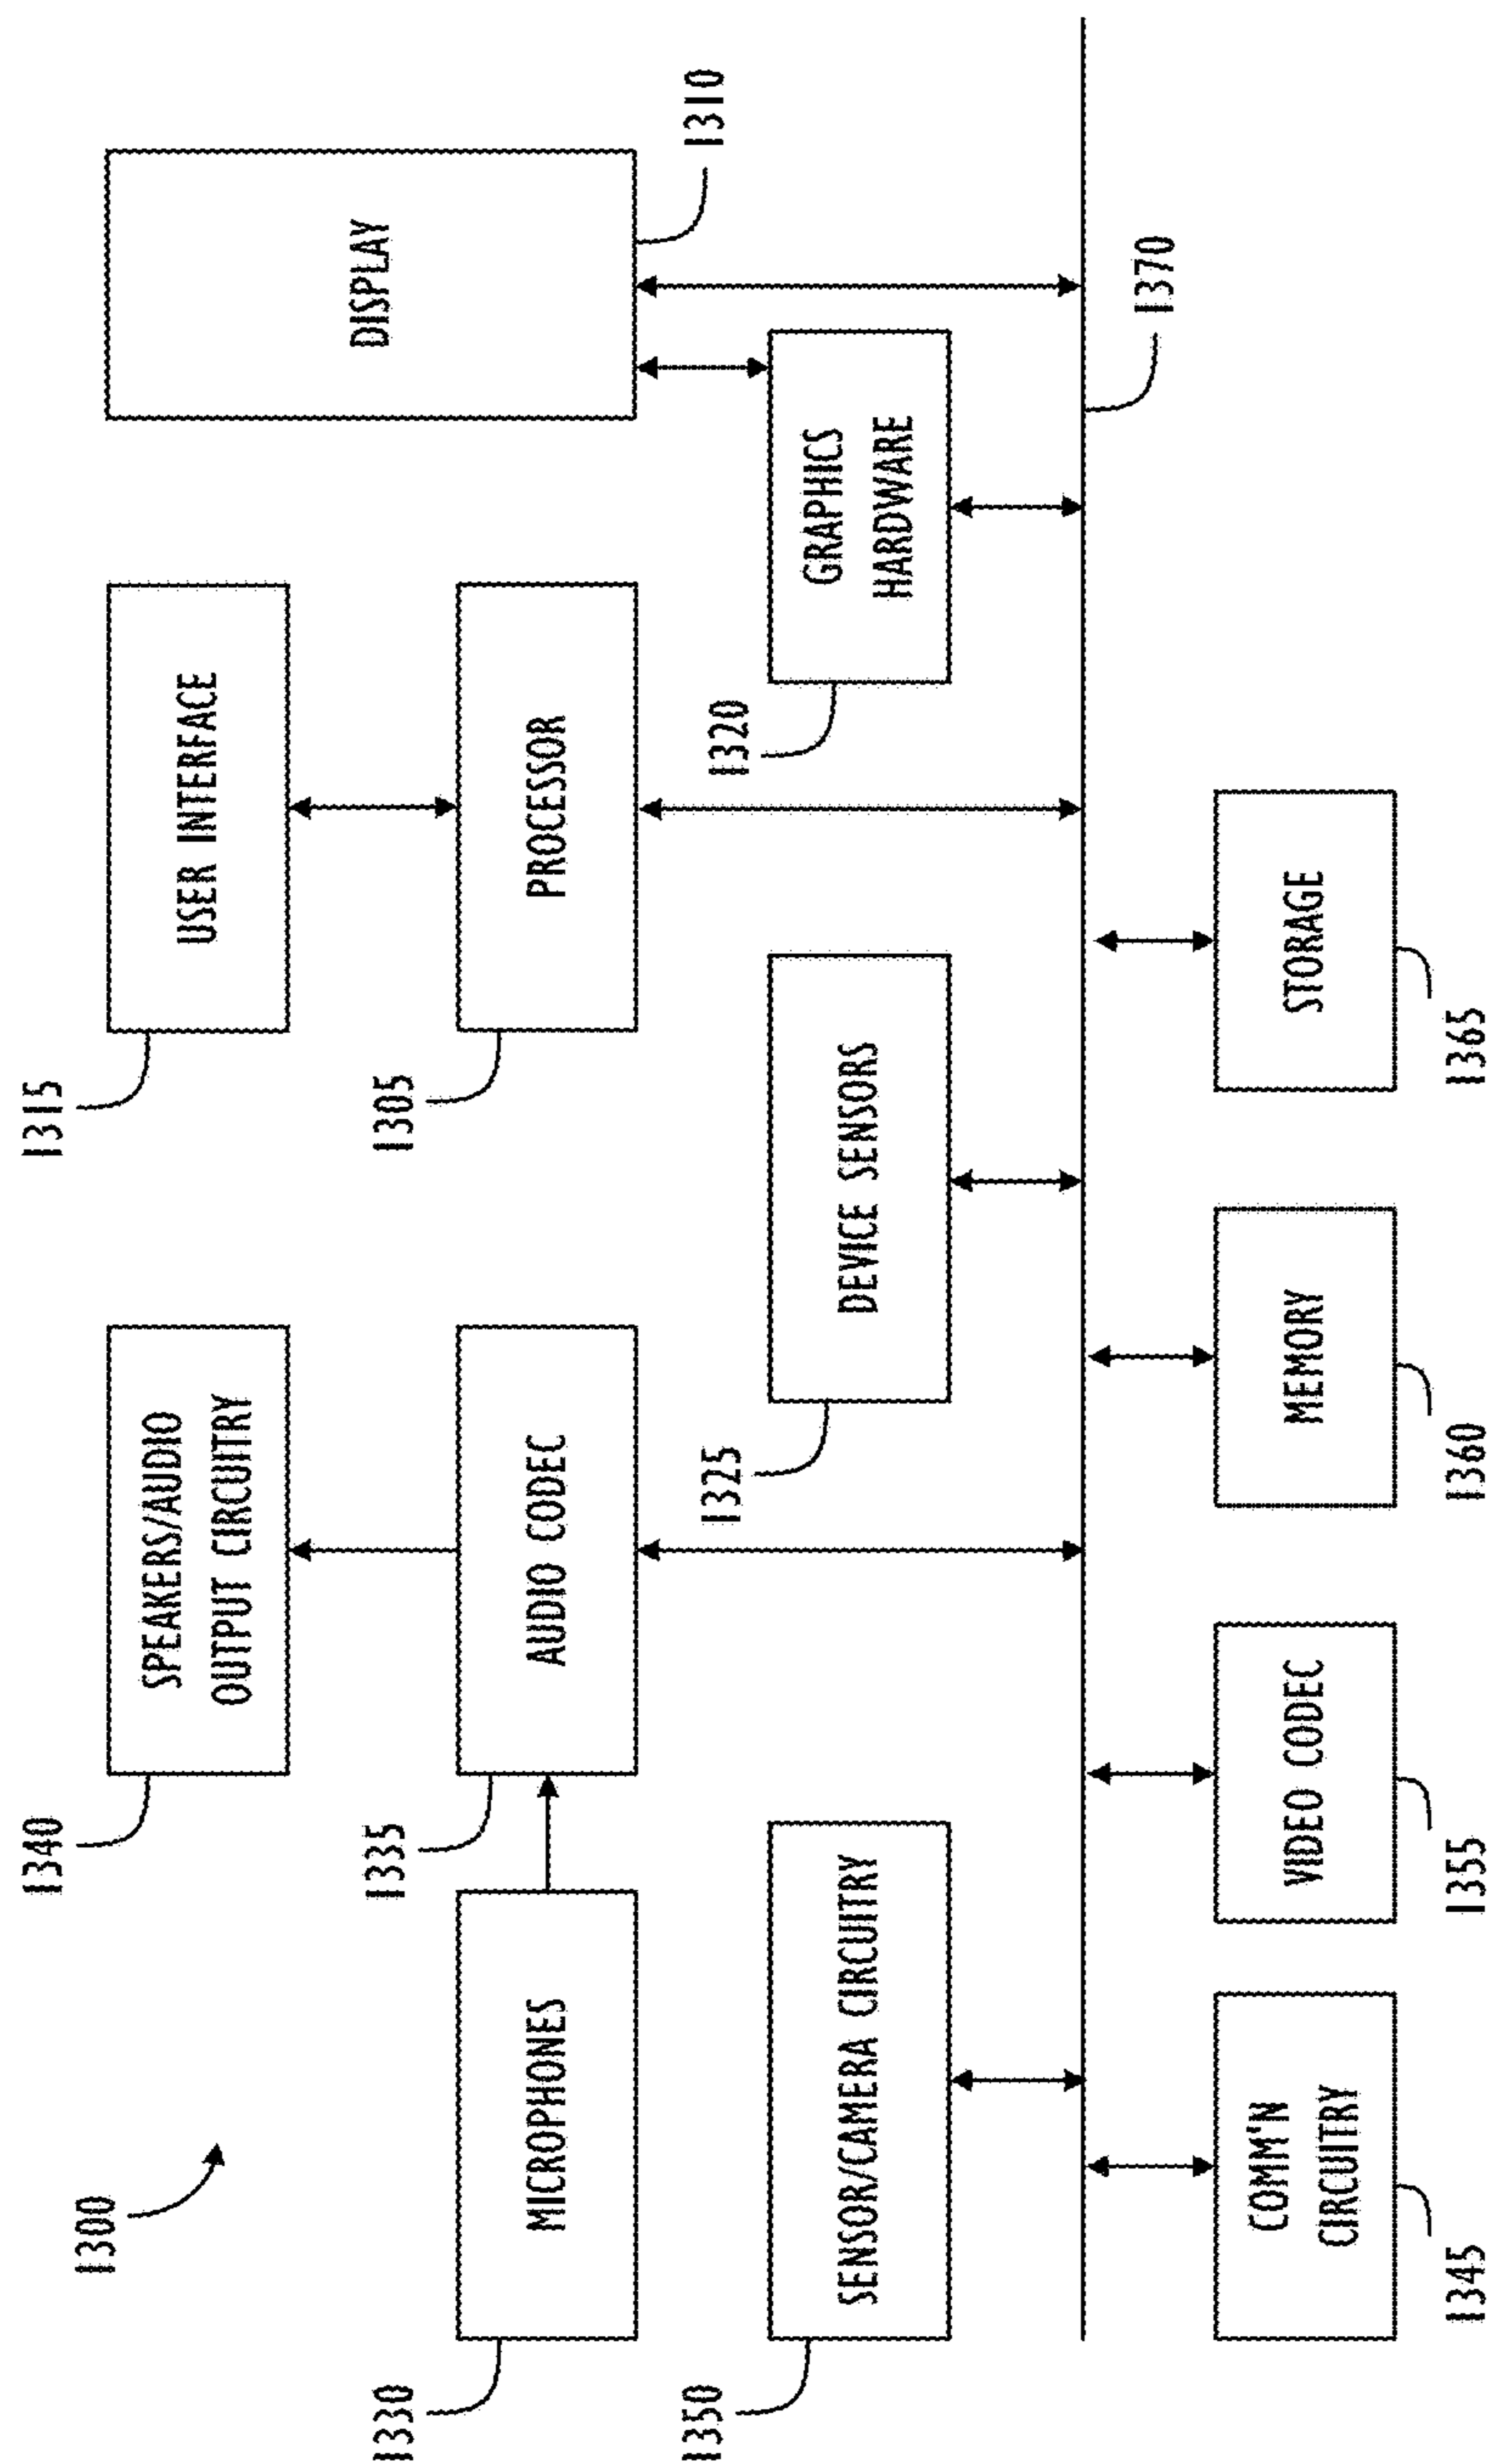 1300
1340
SPEAKERS/AUDIO
OUTPUT CIRCUITRY
1315
USER INTERFACE
DISPLAY
1310
1330
MICROPHONES
1335
AUDIO CODEC
1305
PROCESSOR
1350
SENSOR/CAMERA CIRCUITRY
1325
DEVICE SENSORS
1320
GRAPHICS
HARDWARE
1370
COMM'N
CIRCUITRY
1345
VIDEO CODEC
1355
MEMORY
1360
STORAGE
1365